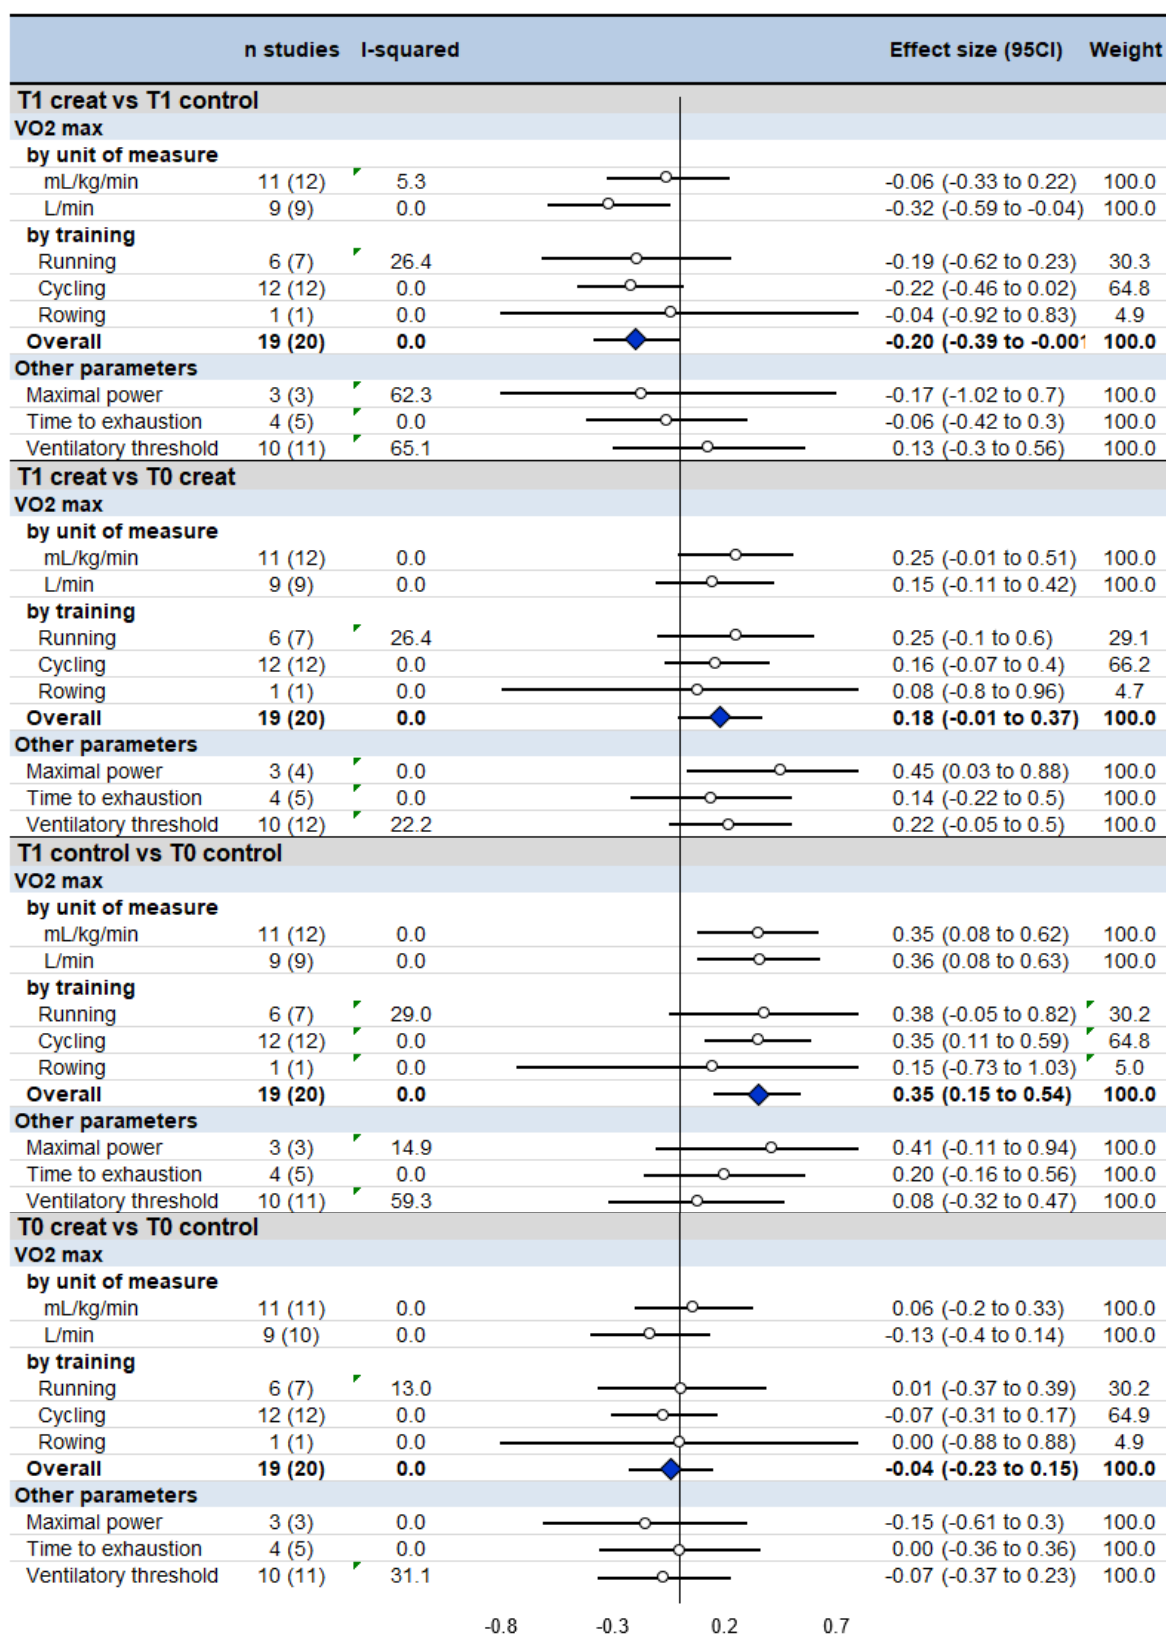 n studies I-squared Effect size (95CI) Weight
T1 creat vs T1 control
VO2 max
by unit of measure
mL/kg/min 11 (12) 5.3 -0.06 (-0.33 to 0.22) 100.0
L/min 9 (9) 0.0 -0.32 (-0.59 to -0.04) 100.0
by training
Running 6 (7) 26.4 -0.19 (-0.62 to 0.23) 30.3
Cycling 12 (12) 0.0 -0.22 (-0.46 to 0.02) 64.8
Rowing 1 (1) 0.0 -0.04 (-0.92 to 0.83) 4.9
Overall 19 (20) 0.0 -0.20 (-0.39 to -0.001 100.0
Other parameters
Maximal power 3 (3) 62.3 -0.17 (-1.02 to 0.7) 100.0
Time to exhaustion 4 (5) 0.0 -0.06 (-0.42 to 0.3) 100.0
Ventilatory threshold 10 (11) 65.1 0.13 (-0.3 to 0.56) 100.0
T1 creat vs T0 creat
VO2 max
by unit of measure
mL/kg/min 11 (12) 0.0 0.25 (-0.01 to 0.51) 100.0
L/min 9 (9) 0.0 0.15 (-0.11 to 0.42) 100.0
by training
Running 6 (7) 26.4 0.25 (-0.1 to 0.6) 29.1
Cycling 12 (12) 0.0 0.16 (-0.07 to 0.4) 66.2
Rowing 1 (1) 0.0 0.08 (-0.8 to 0.96) 4.7
Overall 19 (20) 0.0 0.18 (-0.01 to 0.37) 100.0
Other parameters
Maximal power 3 (4) 0.0 0.45 (0.03 to 0.88) 100.0
Time to exhaustion 4 (5) 0.0 0.14 (-0.22 to 0.5) 100.0
Ventilatory threshold 10 (12) 22.2 0.22 (-0.05 to 0.5) 100.0
T1 control vs T0 control
VO2 max
by unit of measure
mL/kg/min 11 (12) 0.0 0.35 (0.08 to 0.62) 100.0
L/min 9 (9) 0.0 0.36 (0.08 to 0.63) 100.0
by training
Running 6 (7) 29.0 0.38 (-0.05 to 0.82) 30.2
Cycling 12 (12) 0.0 0.35 (0.11 to 0.59) 64.8
Rowing 1 (1) 0.0 0.15 (-0.73 to 1.03) 5.0
Overall 19 (20) 0.0 0.35 (0.15 to 0.54) 100.0
Other parameters
Maximal power 3 (3) 14.9 0.41 (-0.11 to 0.94) 100.0
Time to exhaustion 4 (5) 0.0 0.20 (-0.16 to 0.56) 100.0
Ventilatory threshold 10 (11) 59.3 0.08 (-0.32 to 0.47) 100.0
T0 creat vs T0 control
VO2 max
by unit of measure
mL/kg/min 11 (11) 0.0 0.06 (-0.2 to 0.33) 100.0
L/min 9 (10) 0.0 -0.13 (-0.4 to 0.14) 100.0
by training
Running 6 (7) 13.0 0.01 (-0.37 to 0.39) 30.2
Cycling 12 (12) 0.0 -0.07 (-0.31 to 0.17) 64.9
Rowing 1 (1) 0.0 0.00 (-0.88 to 0.88) 4.9
Overall 19 (20) 0.0 -0.04 (-0.23 to 0.15) 100.0
Other parameters
Maximal power 3 (3) 0.0 -0.15 (-0.61 to 0.3) 100.0
Time to exhaustion 4 (5) 0.0 0.00 (-0.36 to 0.36) 100.0
Ventilatory threshold 10 (11) 31.1 -0.07 (-0.37 to 0.23) 100.0
-0.8 -0.3 0.2 0.7